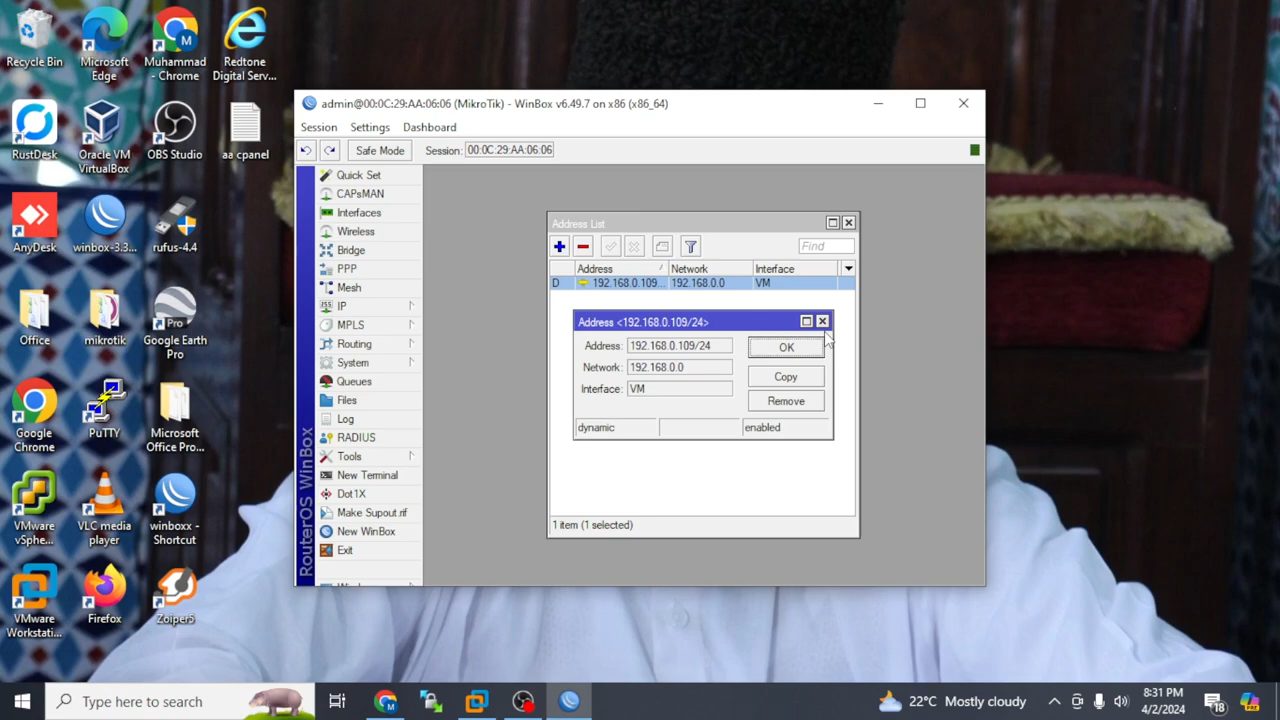 Recycle Bin
Microsoft
Edge
Muhammad
- Chrome
Redtone
Digital Serv...
RustDesk
Oracle VM
VirtualBox
OBS Studio
aa cpanel
AnyDesk
winbox-3.3...
rufus-4.4
Office
mikrotik
Google Earth
Pro
Google
Chrome
PuTTY
Microsoft
Office Pro...
VMware
vSphe...
VLC media
player
winboxx -
Shortcut
VMware
Workstati...
Firefox
Zoiper5
admin@00:0C:29:AA:06:06 (MikroTik) - WinBox v6.49.7 on x86 (x86_64)
Session Settings Dashboard
Safe Mode Session: 00:0C:29:AA:06:06
RouterOS WinBox
Quick Set
CAPsMAN
Interfaces
Wireless
Bridge
PPP
Mesh
IP
MPLS
Routing
System
Queues
Files
Log
RADIUS
Tools
New Terminal
Dot1X
Make Supout.rif
New WinBox
Exit
Address List
Find
Address Network Interface
D 192.168.0.109... 192.168.0.0 VM
Address <192.168.0.109/24>
Address: 192.168.0.109/24 OK
Network: 192.168.0.0 Copy
Interface: VM Remove
dynamic enabled
1 item (1 selected)
Type here to search
22°C Mostly cloudy
8:31 PM
4/2/2024
18